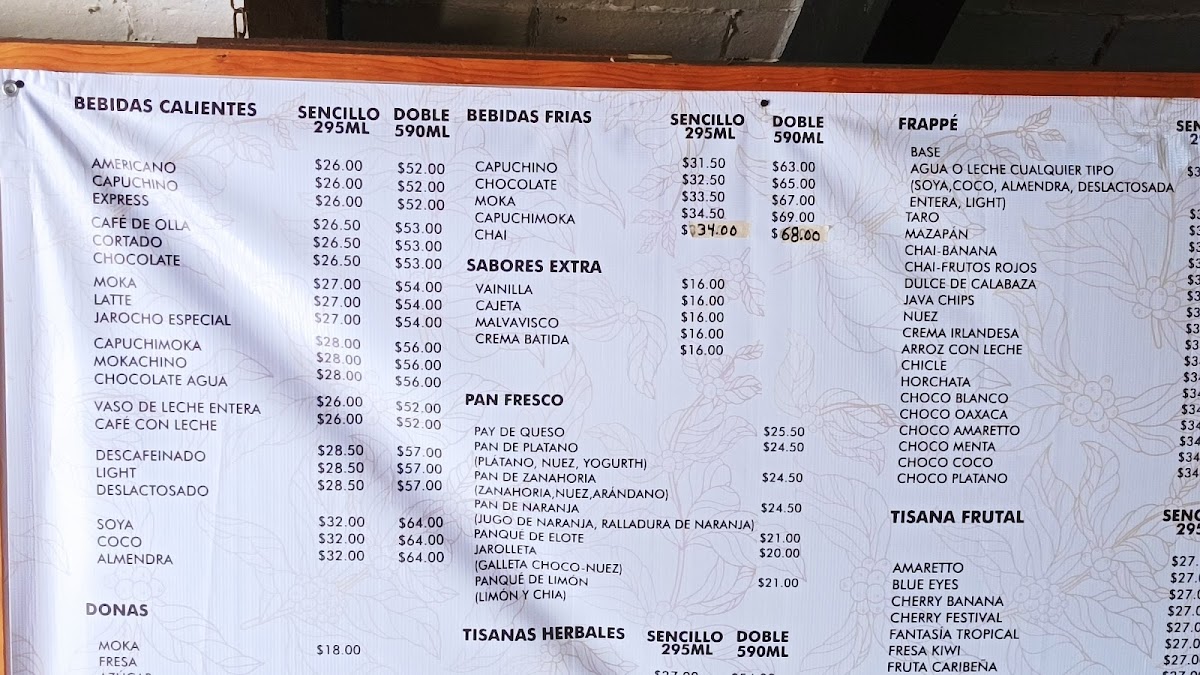 BEBIDAS CALIENTES SENCILLO 295ML DOBLE 590ML
AMERICANO $26.00 $52.00
CAPUCHINO $26.00 $52.00
EXPRESS $26.00 $52.00
CAFÉ DE OLLA $26.50 $53.00
CORTADO $26.50 $53.00
CHOCOLATE $26.50 $53.00
MOKA $27.00 $54.00
LATTE $27.00 $54.00
JAROCHO ESPECIAL $27.00 $54.00
CAPUCHIMOKA $28.00 $56.00
MOKACHINO $28.00 $56.00
CHOCOLATE AGUA $28.00 $56.00
VASO DE LECHE ENTERA $26.00 $52.00
CAFÉ CON LECHE $26.00 $52.00
DESCAFEINADO $28.50 $57.00
LIGHT $28.50 $57.00
DESLACTOSADO $28.50 $57.00
SOYA $32.00 $64.00
COCO $32.00 $64.00
ALMENDRA $32.00 $64.00
DONAS
MOKA $18.00
FRESA
BEBIDAS FRIAS SENCILLO 295ML DOBLE 590ML
CAPUCHINO $31.50 $63.00
CHOCOLATE $32.50 $65.00
MOKA $33.50 $67.00
CAPUCHIMOKA $34.50 $69.00
CHAI $34.00 $68.00
SABORES EXTRA
VAINILLA $16.00
CAJETA $16.00
MALVAVISCO $16.00
CREMA BATIDA $16.00
$16.00
PAN FRESCO
PAY DE QUESO $25.50
PAN DE PLATANO $24.50
(PLÁTANO, NUEZ, YOGURTH)
PAN DE ZANAHORIA $24.50
(ZANAHORIA,NUEZ,ARÁNDANO)
PAN DE NARANJA $24.50
(JUGO DE NARANJA, RALLADURA DE NARANJA)
PANQUE DE ELOTE $21.00
JAROLLETA $20.00
(GALLETA CHOCO-NUEZ)
PANQUÉ DE LIMÓN $21.00
(LIMÓN Y CHIA)
TISANAS HERBALES SENCILLO 295ML DOBLE 590ML
FRAPPÉ
BASE
AGUA O LECHE CUALQUIER TIPO
(SOYA,COCO, ALMENDRA, DESLACTOSADA
ENTERA, LIGHT)
TARO
MAZAPÁN
CHAI-BANANA
CHAI-FRUTOS ROJOS
DULCE DE CALABAZA
JAVA CHIPS
NUEZ
CREMA IRLANDESA
ARROZ CON LECHE
CHICLE
HORCHATA
CHOCO BLANCO
CHOCO OAXACA
CHOCO AMARETTO
CHOCO MENTA
CHOCO COCO
CHOCO PLATANO
TISANA FRUTAL
AMARETTO
BLUE EYES
CHERRY BANANA
CHERRY FESTIVAL
FANTASÍA TROPICAL
FRESA KIWI
FRUTA CARIBEÑA